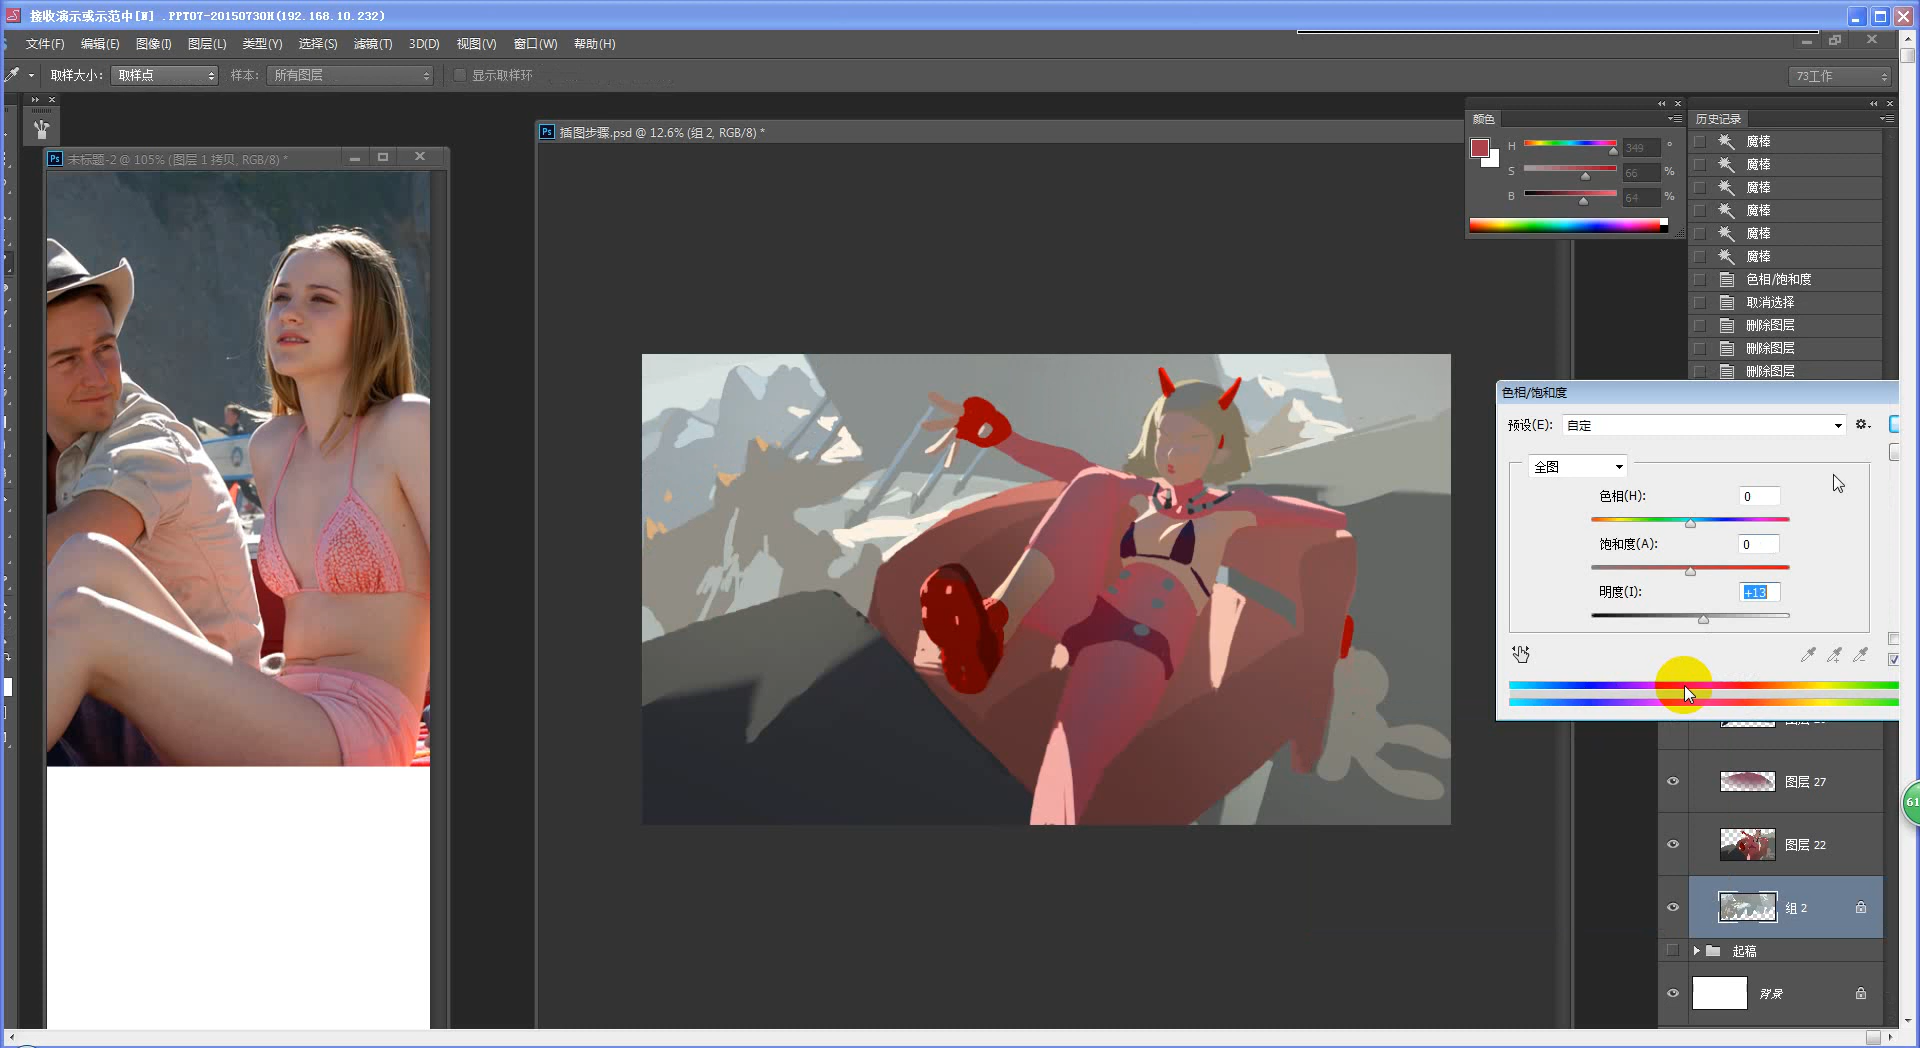 接收演示或示范中[W] .PPT07-20150730H(192.168.10.232)
文件(F) 编辑(E) 图像(I) 图层(L) 类型(Y) 选择(S) 滤镜(T) 3D(D) 视图(V) 窗口(W) 帮助(H)
取样大小: 取样点 样本: 所有图层 显示取样环 73工作
未标题-2 @ 105% (图层 1 拷贝, RGB/8) *
插图步骤.psd @ 12.6% (组 2, RGB/8) *
颜色
H 349 °
S 66 %
B 64 %
历史记录
魔棒
魔棒
魔棒
魔棒
魔棒
魔棒
色相/饱和度
取消选择
删除图层
删除图层
删除图层
色相/饱和度
预设(E): 自定
全图
色相(H): 0
饱和度(A): 0
明度(I): +13
图层 27
61
图层 22
组 2
起稿
背景